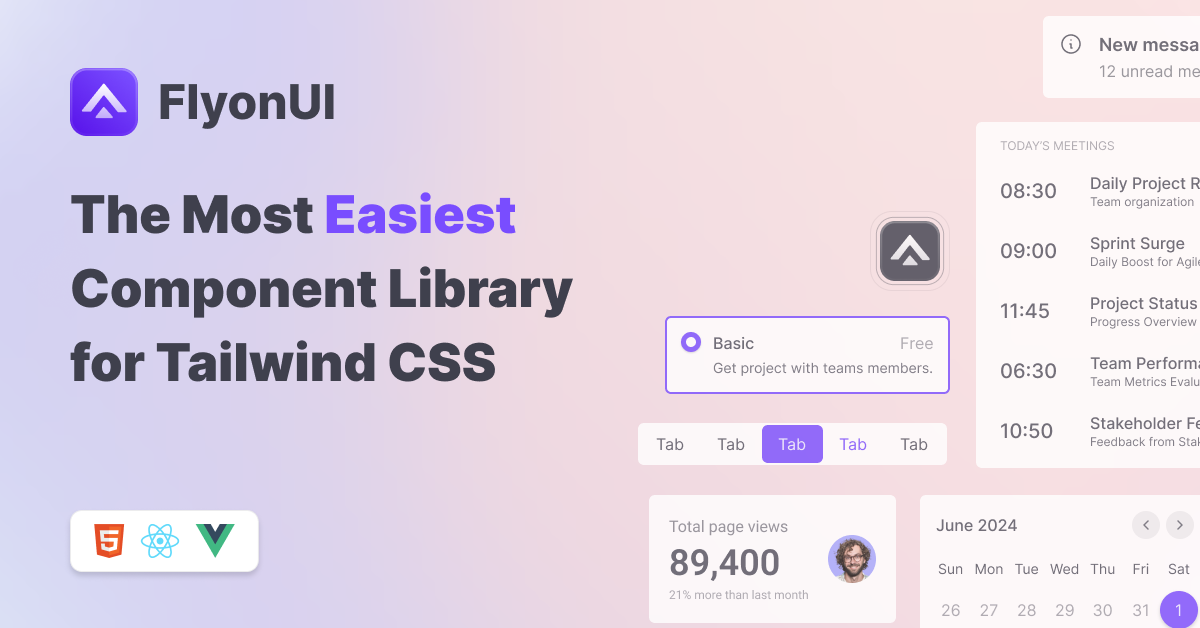 FlyonUI
The Most Easiest
Component Library
for Tailwind CSS
New messa
12 unread me
TODAY'S MEETINGS
08:30
Daily Project R
Team organization
09:00
Sprint Surge
Daily Boost for Agile
11:45
Project Status
Progress Overview
06:30
Team Performa
Team Metrics Evalu
10:50
Stakeholder Fe
Feedback from Stak
Basic Free
Get project with teams members.
Tab Tab Tab Tab Tab
Total page views
89,400
21% more than last month
June 2024
Sun Mon Tue Wed Thu Fri Sat
26 27 28 29 30 31 1